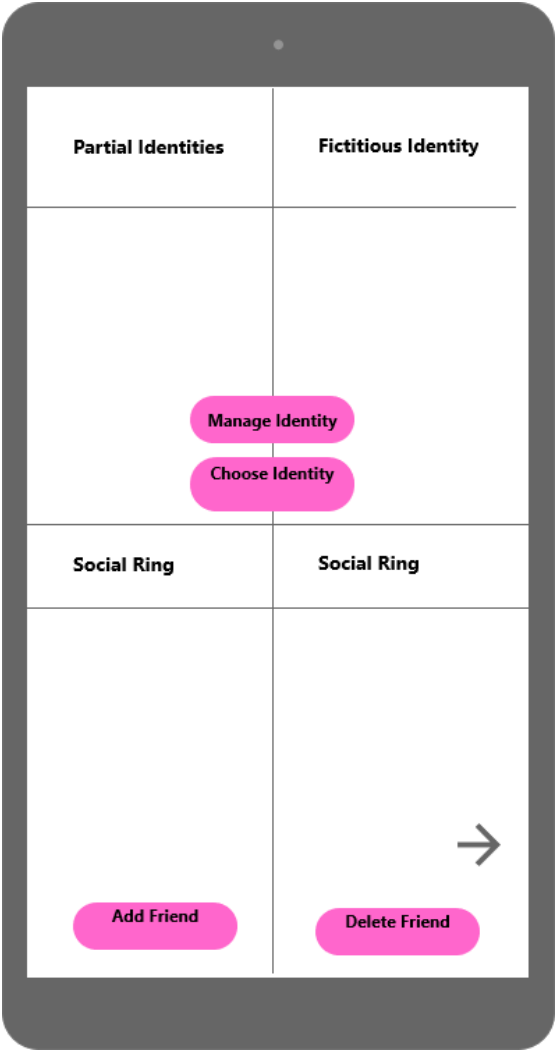 Partial Identities
Fictitious Identity
Manage Identity
Choose Identity
Social Ring
Social Ring
Add Friend
Delete Friend